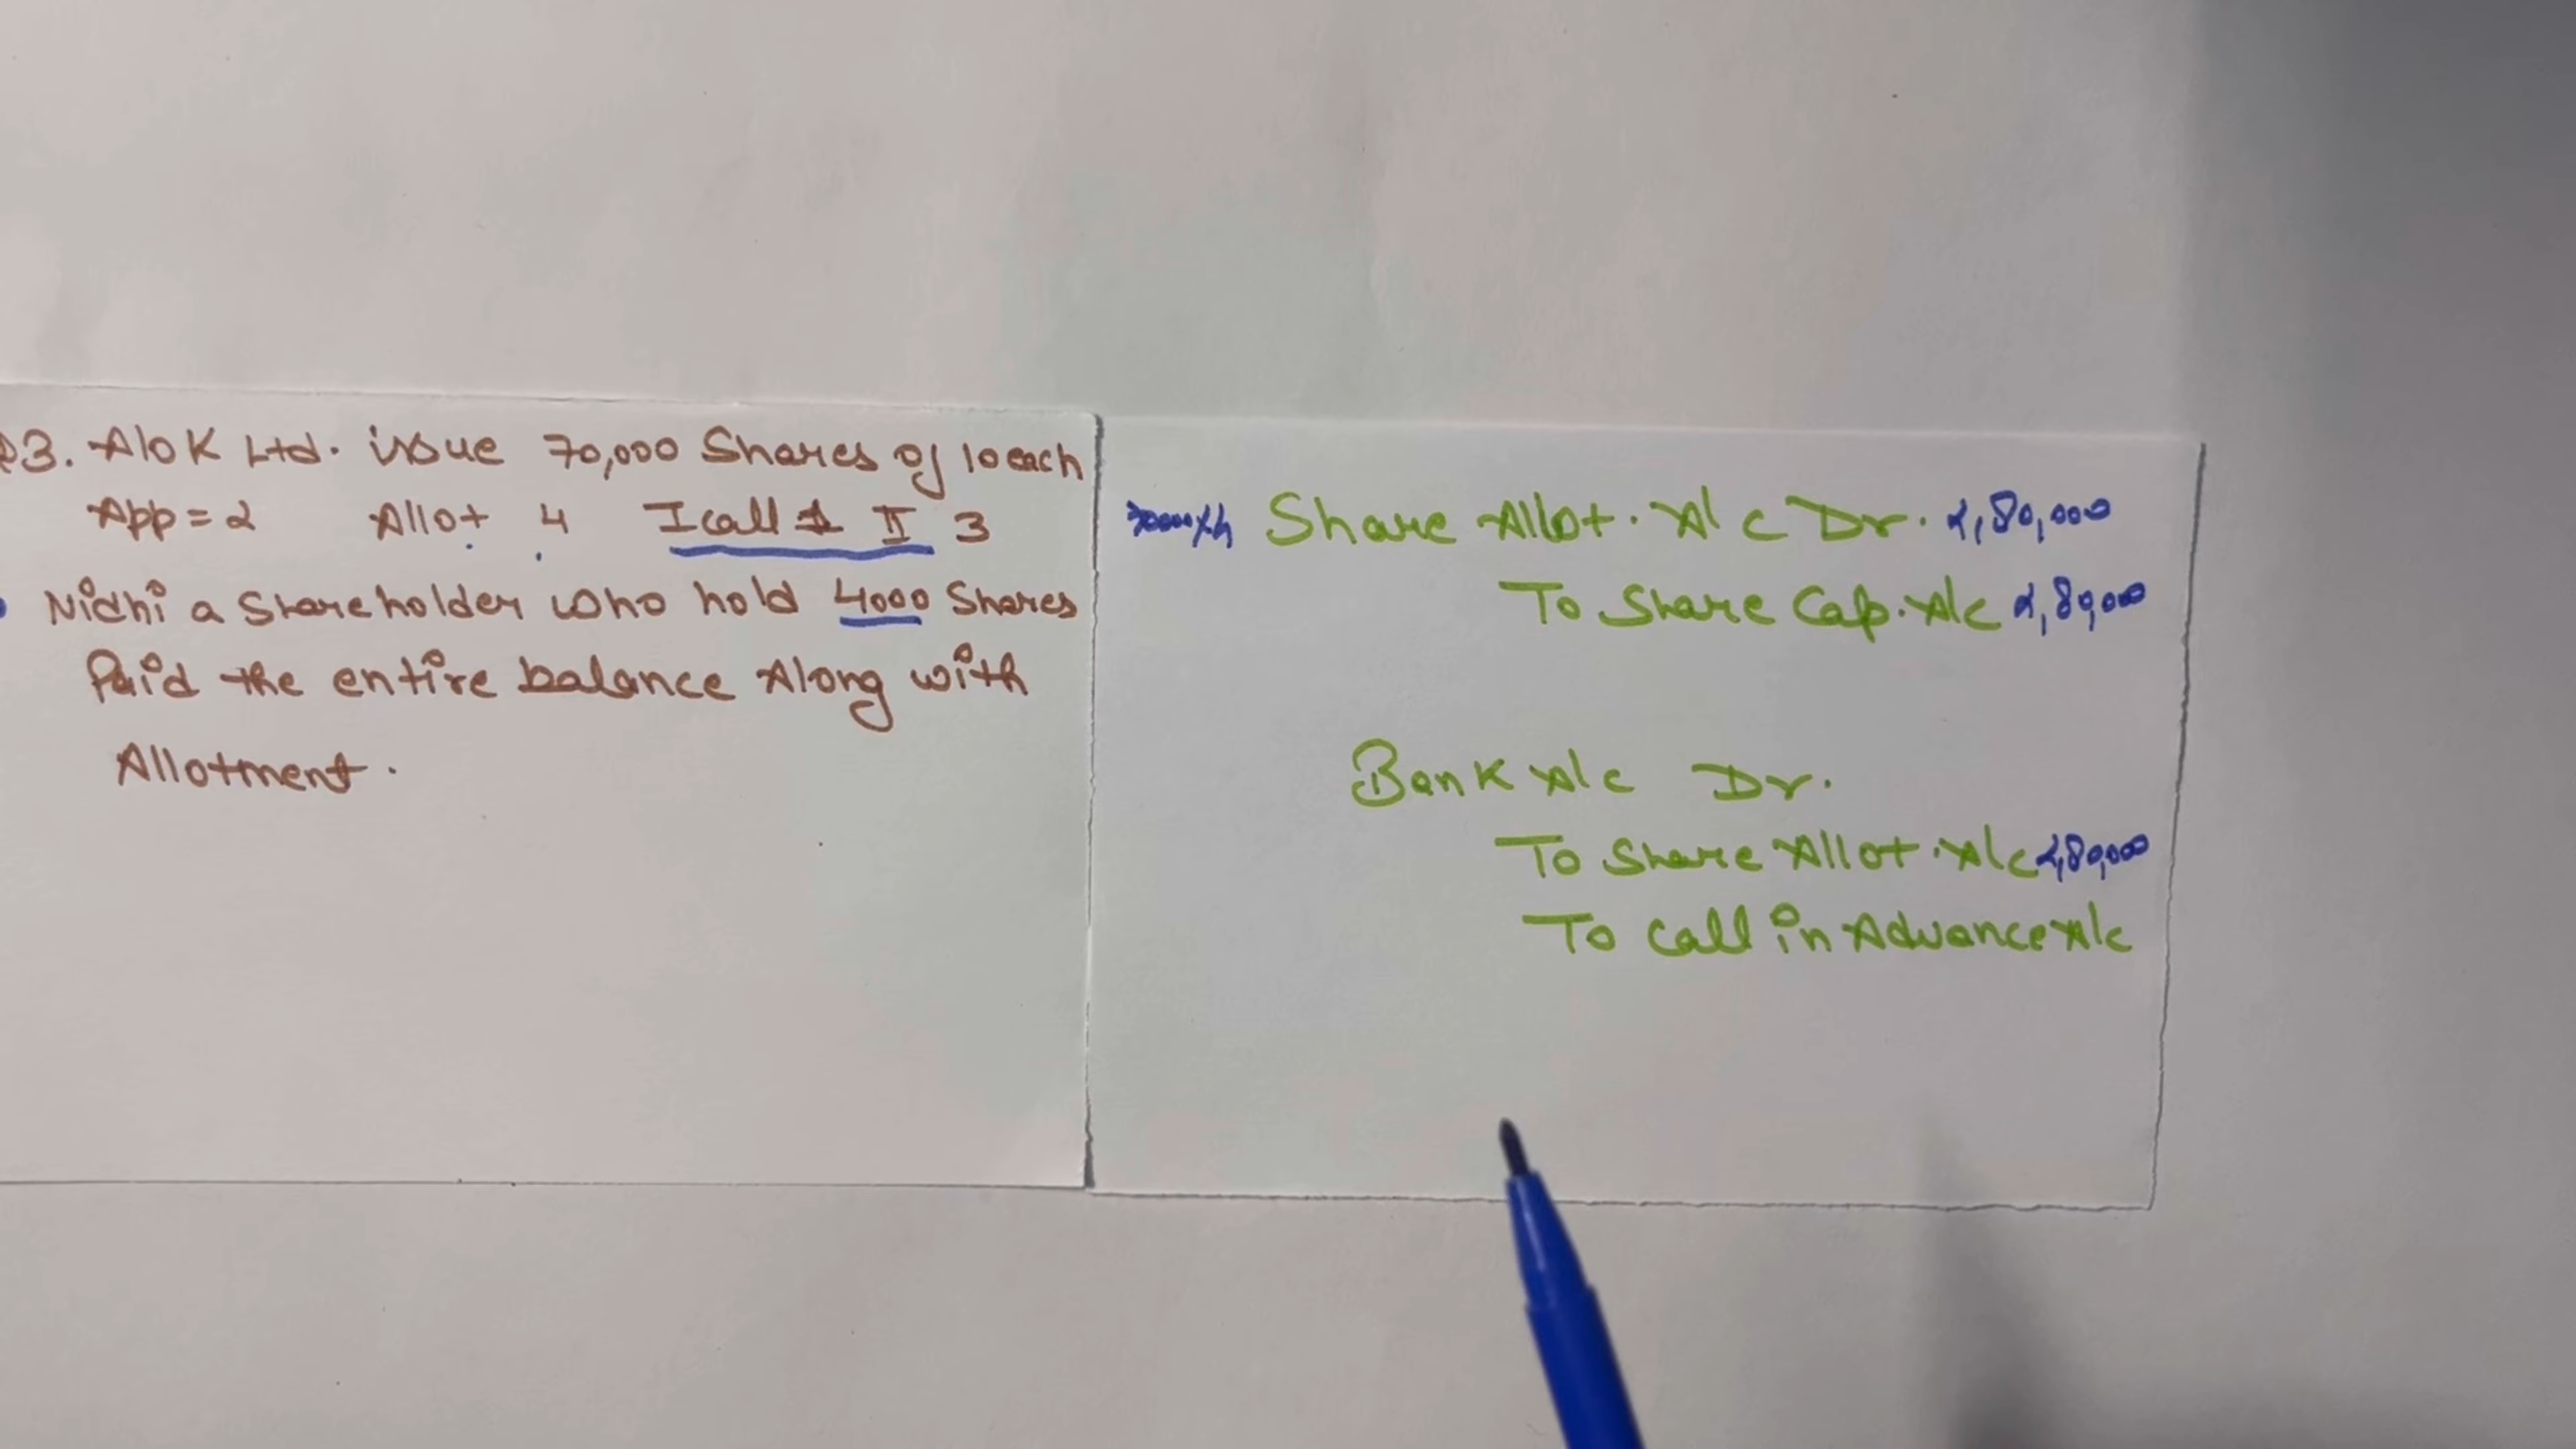 3. Alok Ltd. issue 70,000 Shares of 10 each
App = 2 Allot 4 I call 1 II 3
Nidhi a Shareholder who hold 4000 Shares
Paid the entire balance Along with
Allotment.
70000x4 Share Allot. A/c Dr. 2,80,000
To Share Cap. A/c 2,80,000
Bank A/c Dr.
To Share Allot. A/c 2,80,000
To Call in Advance A/c